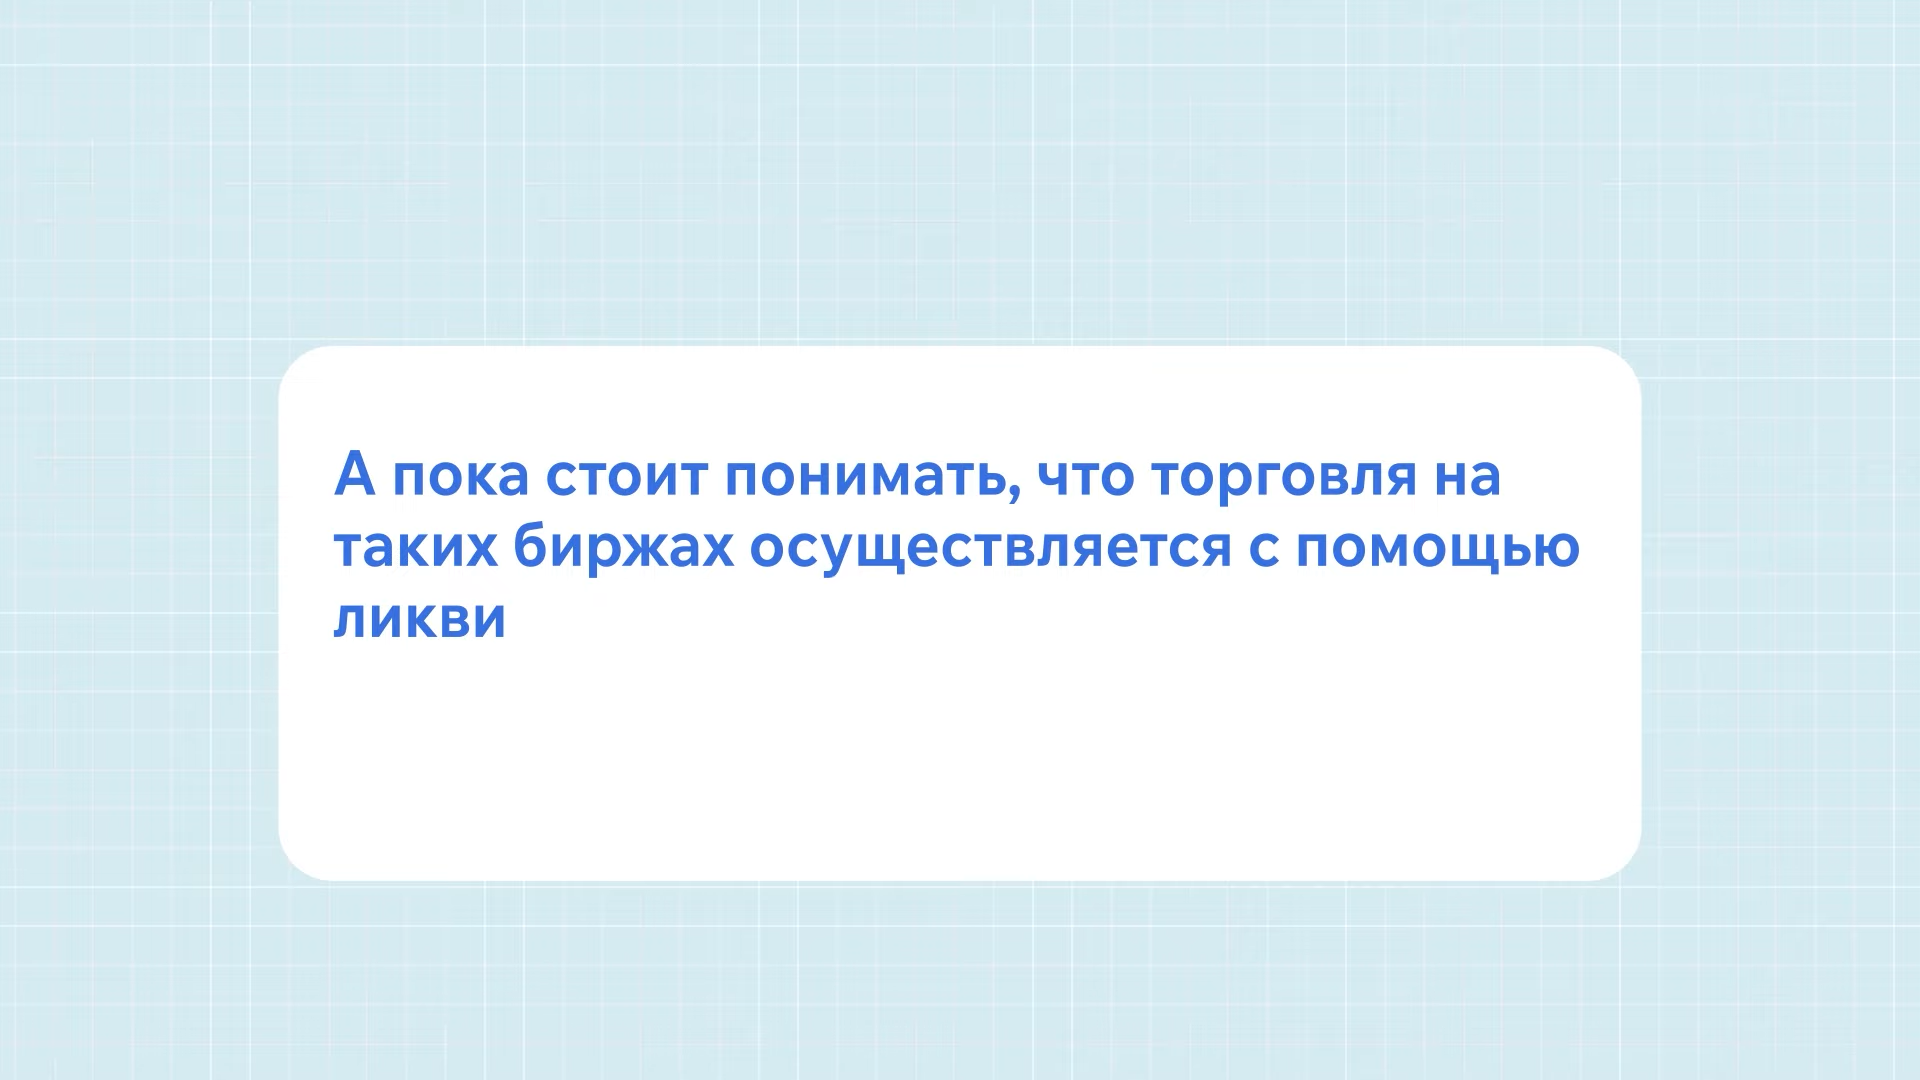 А пока стоит понимать, что торговля на
таких биржах осуществляется с помощью
ликви